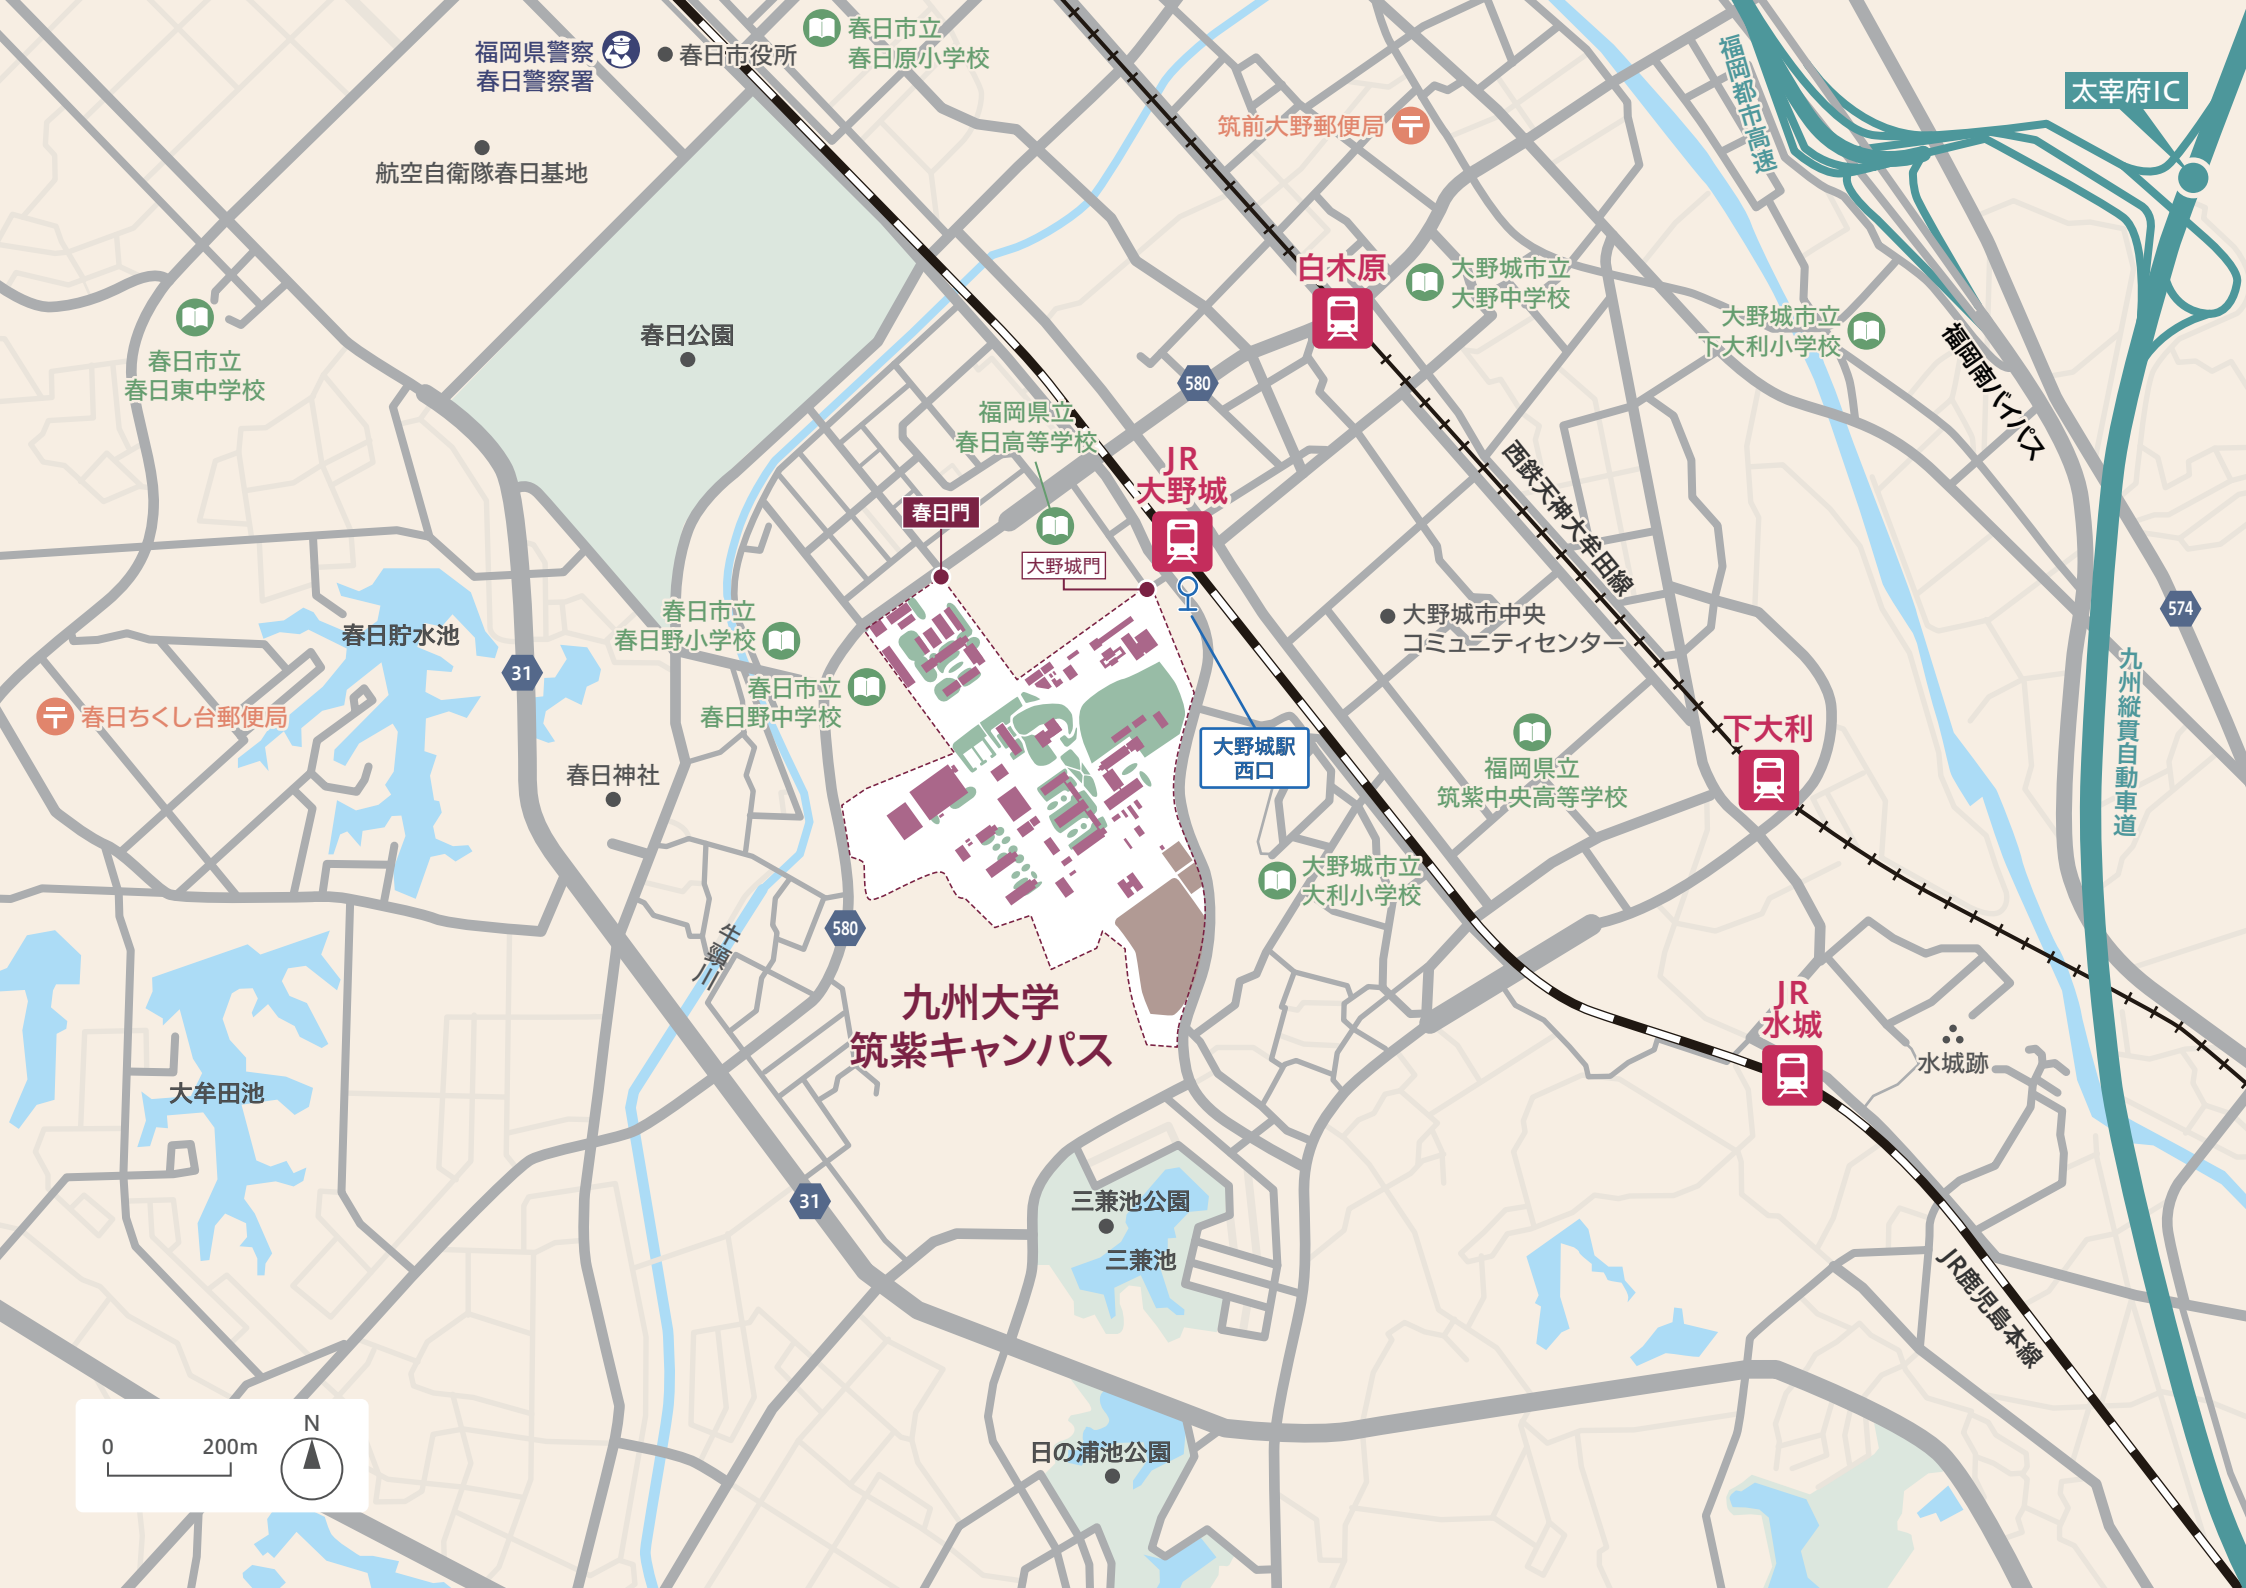 福岡県警察
春日警察署
春日市役所
春日市立
春日原小学校
福岡都市高速
太宰府IC
筑前大野郵便局
航空自衛隊春日基地
白木原
大野城市立
大野中学校
春日市立
春日東中学校
春日公園
大野城市立
下大利小学校
福岡南バイパス
580
福岡県立
春日高等学校
JR
大野城
西鉄天神大牟田線
春日門
大野城門
574
春日貯水池
春日市立
春日野小学校
大野城市中央
コミュニティセンター
31
九州縦貫自動車道
春日ちくし台郵便局
春日市立
春日野中学校
大野城駅
西口
下大利
春日神社
福岡県立
筑紫中央高等学校
大野城市立
大利小学校
580
牛頸川
九州大学
筑紫キャンパス
JR
水城
水城跡
大牟田池
31
三兼池公園
三兼池
JR鹿児島本線
日の浦池公園
0
200m
N